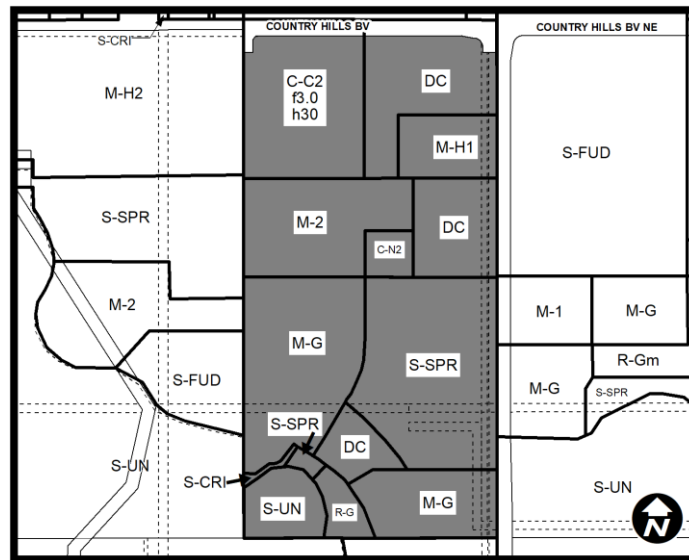 COUNTRY HILLS BV
COUNTRY HILLS BV NE
S-CRI
M-H2
C-C2
f3.0
h30
DC
M-H1
S-FUD
S-SPR
M-2
DC
C-N2
M-2
M-G
S-SPR
M-1
M-G
S-FUD
R-Gm
M-G
S-SPR
S-SPR
DC
S-UN
S-CRI
S-UN
R-G
M-G
S-UN
N